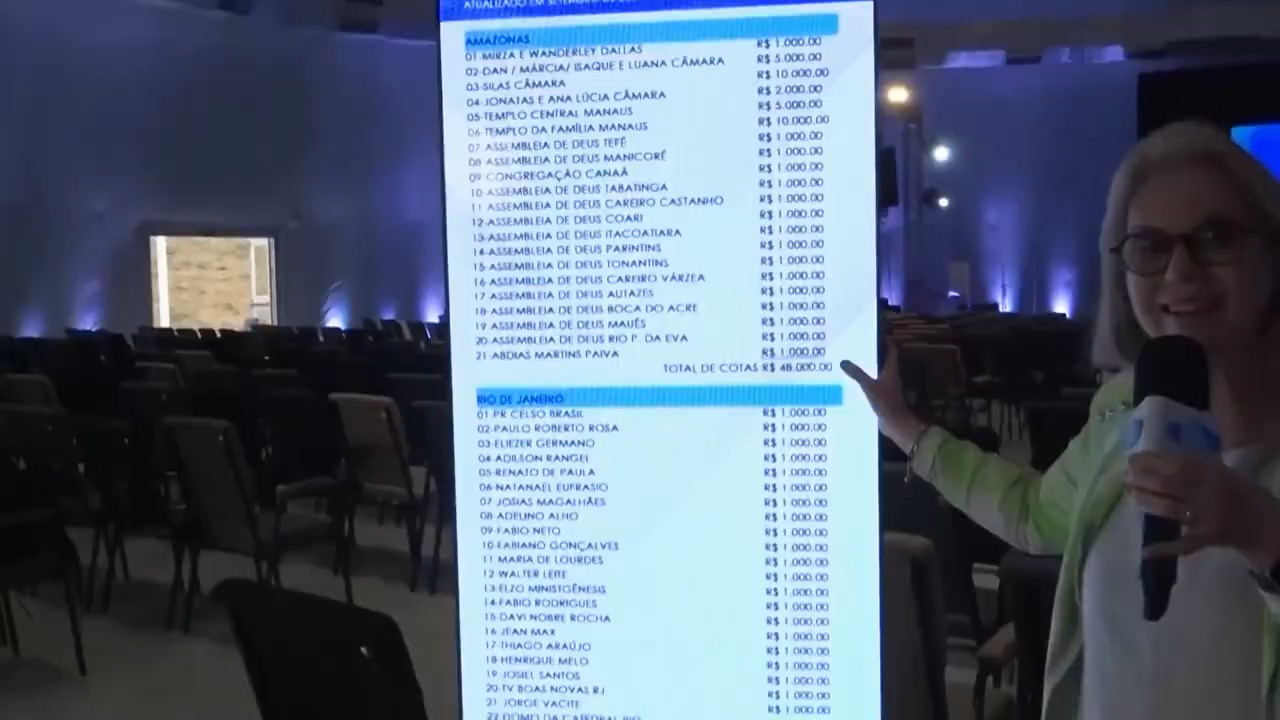 ATUALIZADO EM SETEMBRO DE
AMAZONAS
01-MIRZA E WANDERLEY DALLAS R$ 1.000,00
02-DAN / MÁRCIA/ ISAQUE E LUANA CÂMARA R$ 5.000,00
03-SILAS CÂMARA R$ 10.000,00
04-JONATAS E ANA LÚCIA CÂMARA R$ 2.000,00
05-TEMPLO CENTRAL MANAUS R$ 5.000,00
06-TEMPLO DA FAMÍLIA MANAUS R$ 10.000,00
07-ASSEMBLEIA DE DEUS TEFÉ R$ 1.000,00
08-ASSEMBLEIA DE DEUS MANICORÉ R$ 1.000,00
09-CONGREGAÇÃO CANAÃ R$ 1.000,00
10-ASSEMBLEIA DE DEUS TABATINGA R$ 1.000,00
11-ASSEMBLEIA DE DEUS CAREIRO CASTANHO R$ 1.000,00
12-ASSEMBLEIA DE DEUS COARI R$ 1.000,00
13-ASSEMBLEIA DE DEUS ITACOATIARA R$ 1.000,00
14-ASSEMBLEIA DE DEUS PARINTINS R$ 1.000,00
15-ASSEMBLEIA DE DEUS TONANTINS R$ 1.000,00
16-ASSEMBLEIA DE DEUS CAREIRO VÁRZEA R$ 1.000,00
17-ASSEMBLEIA DE DEUS AUTAZES R$ 1.000,00
18-ASSEMBLEIA DE DEUS BOCA DO ACRE R$ 1.000,00
19-ASSEMBLEIA DE DEUS MAUÉS R$ 1.000,00
20-ASSEMBLEIA DE DEUS RIO P. DA EVA R$ 1.000,00
21-ABDIAS MARTINS PAIVA R$ 1.000,00
TOTAL DE COTAS R$ 48.000,00
RIO DE JANEIRO
01-PR CELSO BRASIL R$ 1.000,00
02-PAULO ROBERTO ROSA R$ 1.000,00
03-ELIEZER GERMANO R$ 1.000,00
04-ADILSON RANGEL R$ 1.000,00
05-RENATO DE PAULA R$ 1.000,00
06-NATANAEL EUFRASIO R$ 1.000,00
07-JOSIAS MAGALHÃES R$ 1.000,00
08-ADELINO ALHO R$ 1.000,00
09-FABIO NETO R$ 1.000,00
10-FABIANO GONÇALVES R$ 1.000,00
11-MARIA DE LOURDES R$ 1.000,00
12-WALTER LEITE R$ 1.000,00
13-ELZO MINISTGÊNESIS R$ 1.000,00
14-FABIO RODRIGUES R$ 1.000,00
15-DAVI NOBRE ROCHA R$ 1.000,00
16-JEAN MAX R$ 1.000,00
17-THIAGO ARAÚJO R$ 1.000,00
18-HENRIQUE MELO R$ 1.000,00
19-JOSIEL SANTOS R$ 1.000,00
20-TV BOAS NOVAS RJ R$ 1.000,00
21-JORGE VACITE R$ 1.000,00
22-DOMO DA CATEDRAL RIO